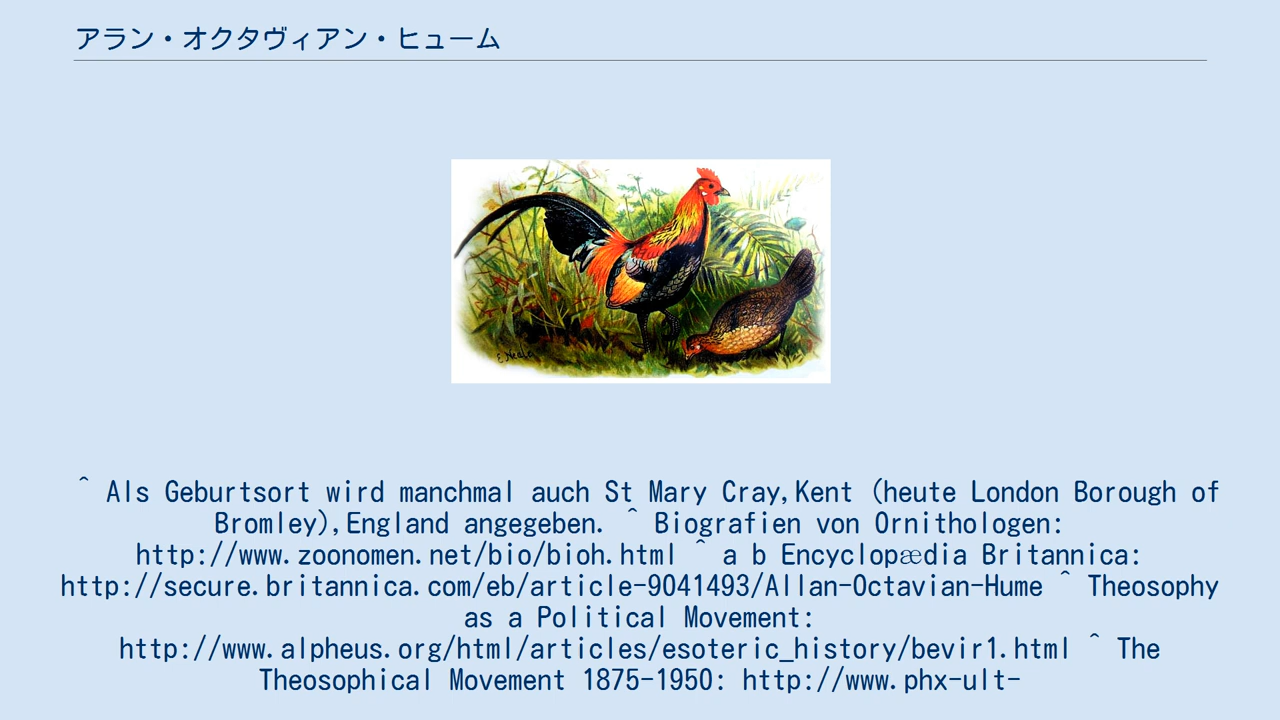 アラン・オクタヴィアン・ヒューム
E. Neale
^ Als Geburtsort wird manchmal auch St Mary Cray,Kent (heute London Borough of
Bromley),England angegeben. ^ Biografien von Ornithologen:
http://www.zoonomen.net/bio/bioh.html ^ a b Encyclopædia Britannica:
http://secure.britannica.com/eb/article-9041493/Allan-Octavian-Hume ^ Theosophy
as a Political Movement:
http://www.alpheus.org/html/articles/esoteric_history/bevir1.html ^ The
Theosophical Movement 1875-1950: http://www.phx-ult-